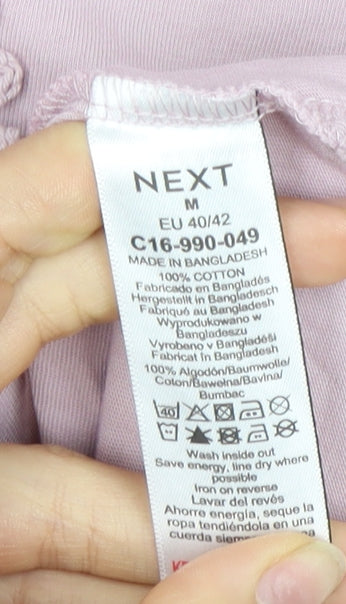 NEXT
M
EU 40/42
C16-990-049
MADE IN BANGLADESH
100% COTTON
Fabricado en Bangladés
Hergestellt in Bangladesch
Fabriqué au Bangladesh
Wyprodukowano w
Bangladeszu
Vyrobeno v Bangladéši
Fabricat în Bangladesh
100% Algodón/Baumwolle/
Coton/Bawełna/Bavlna/
Bumbac
40
Wash inside out
Save energy, line dry where
possible
Iron on reverse
Lavar del revés
Ahorre energía, seque la
ropa tendiéndola en una
cuerda